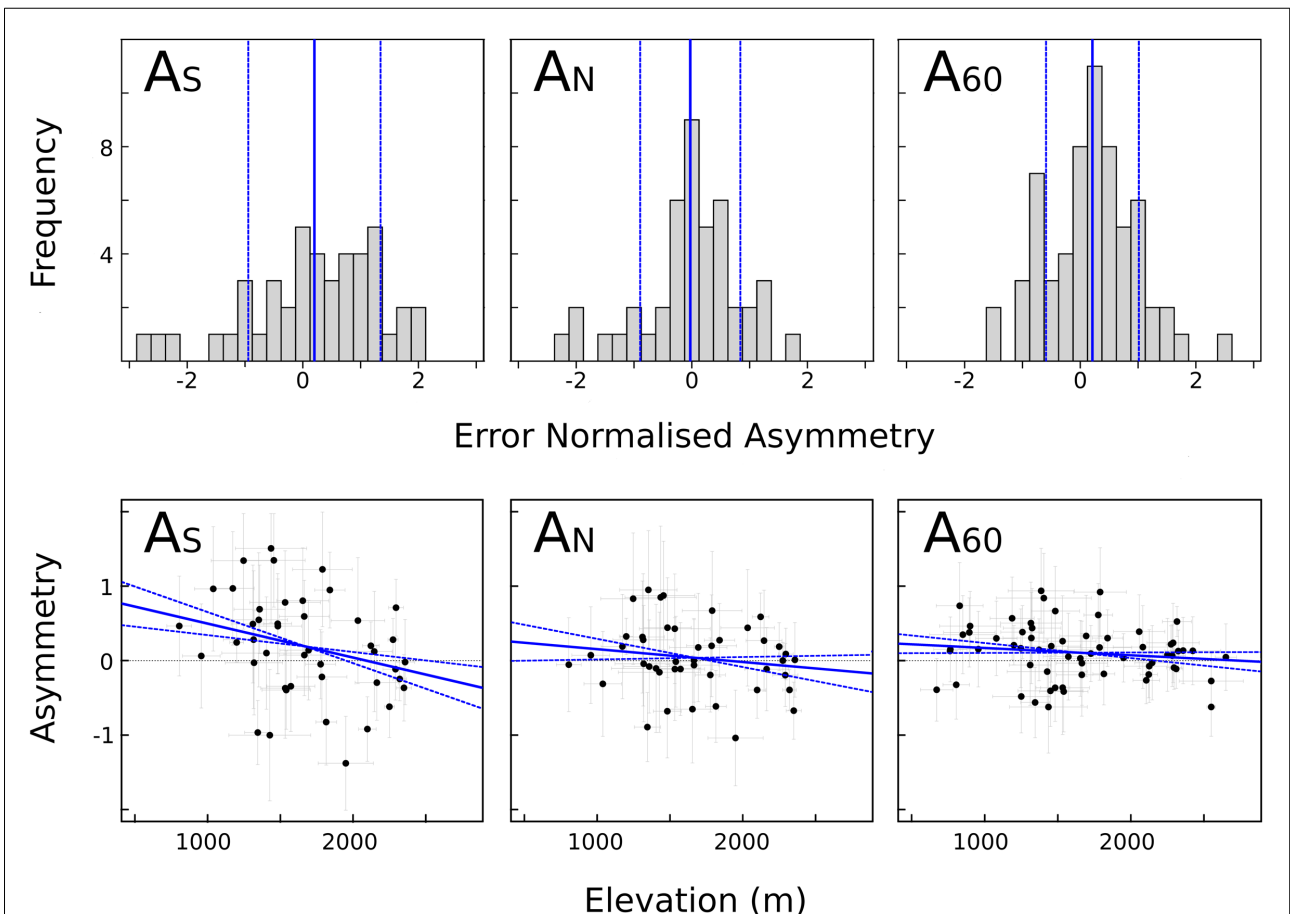 AS AN A60
Frequency
8
4
-2 0 2 -2 0 2 -2 0 2
Error Normalised Asymmetry
AS AN A60
Asymmetry
1
0
-1
1000 2000 1000 2000 1000 2000
Elevation (m)